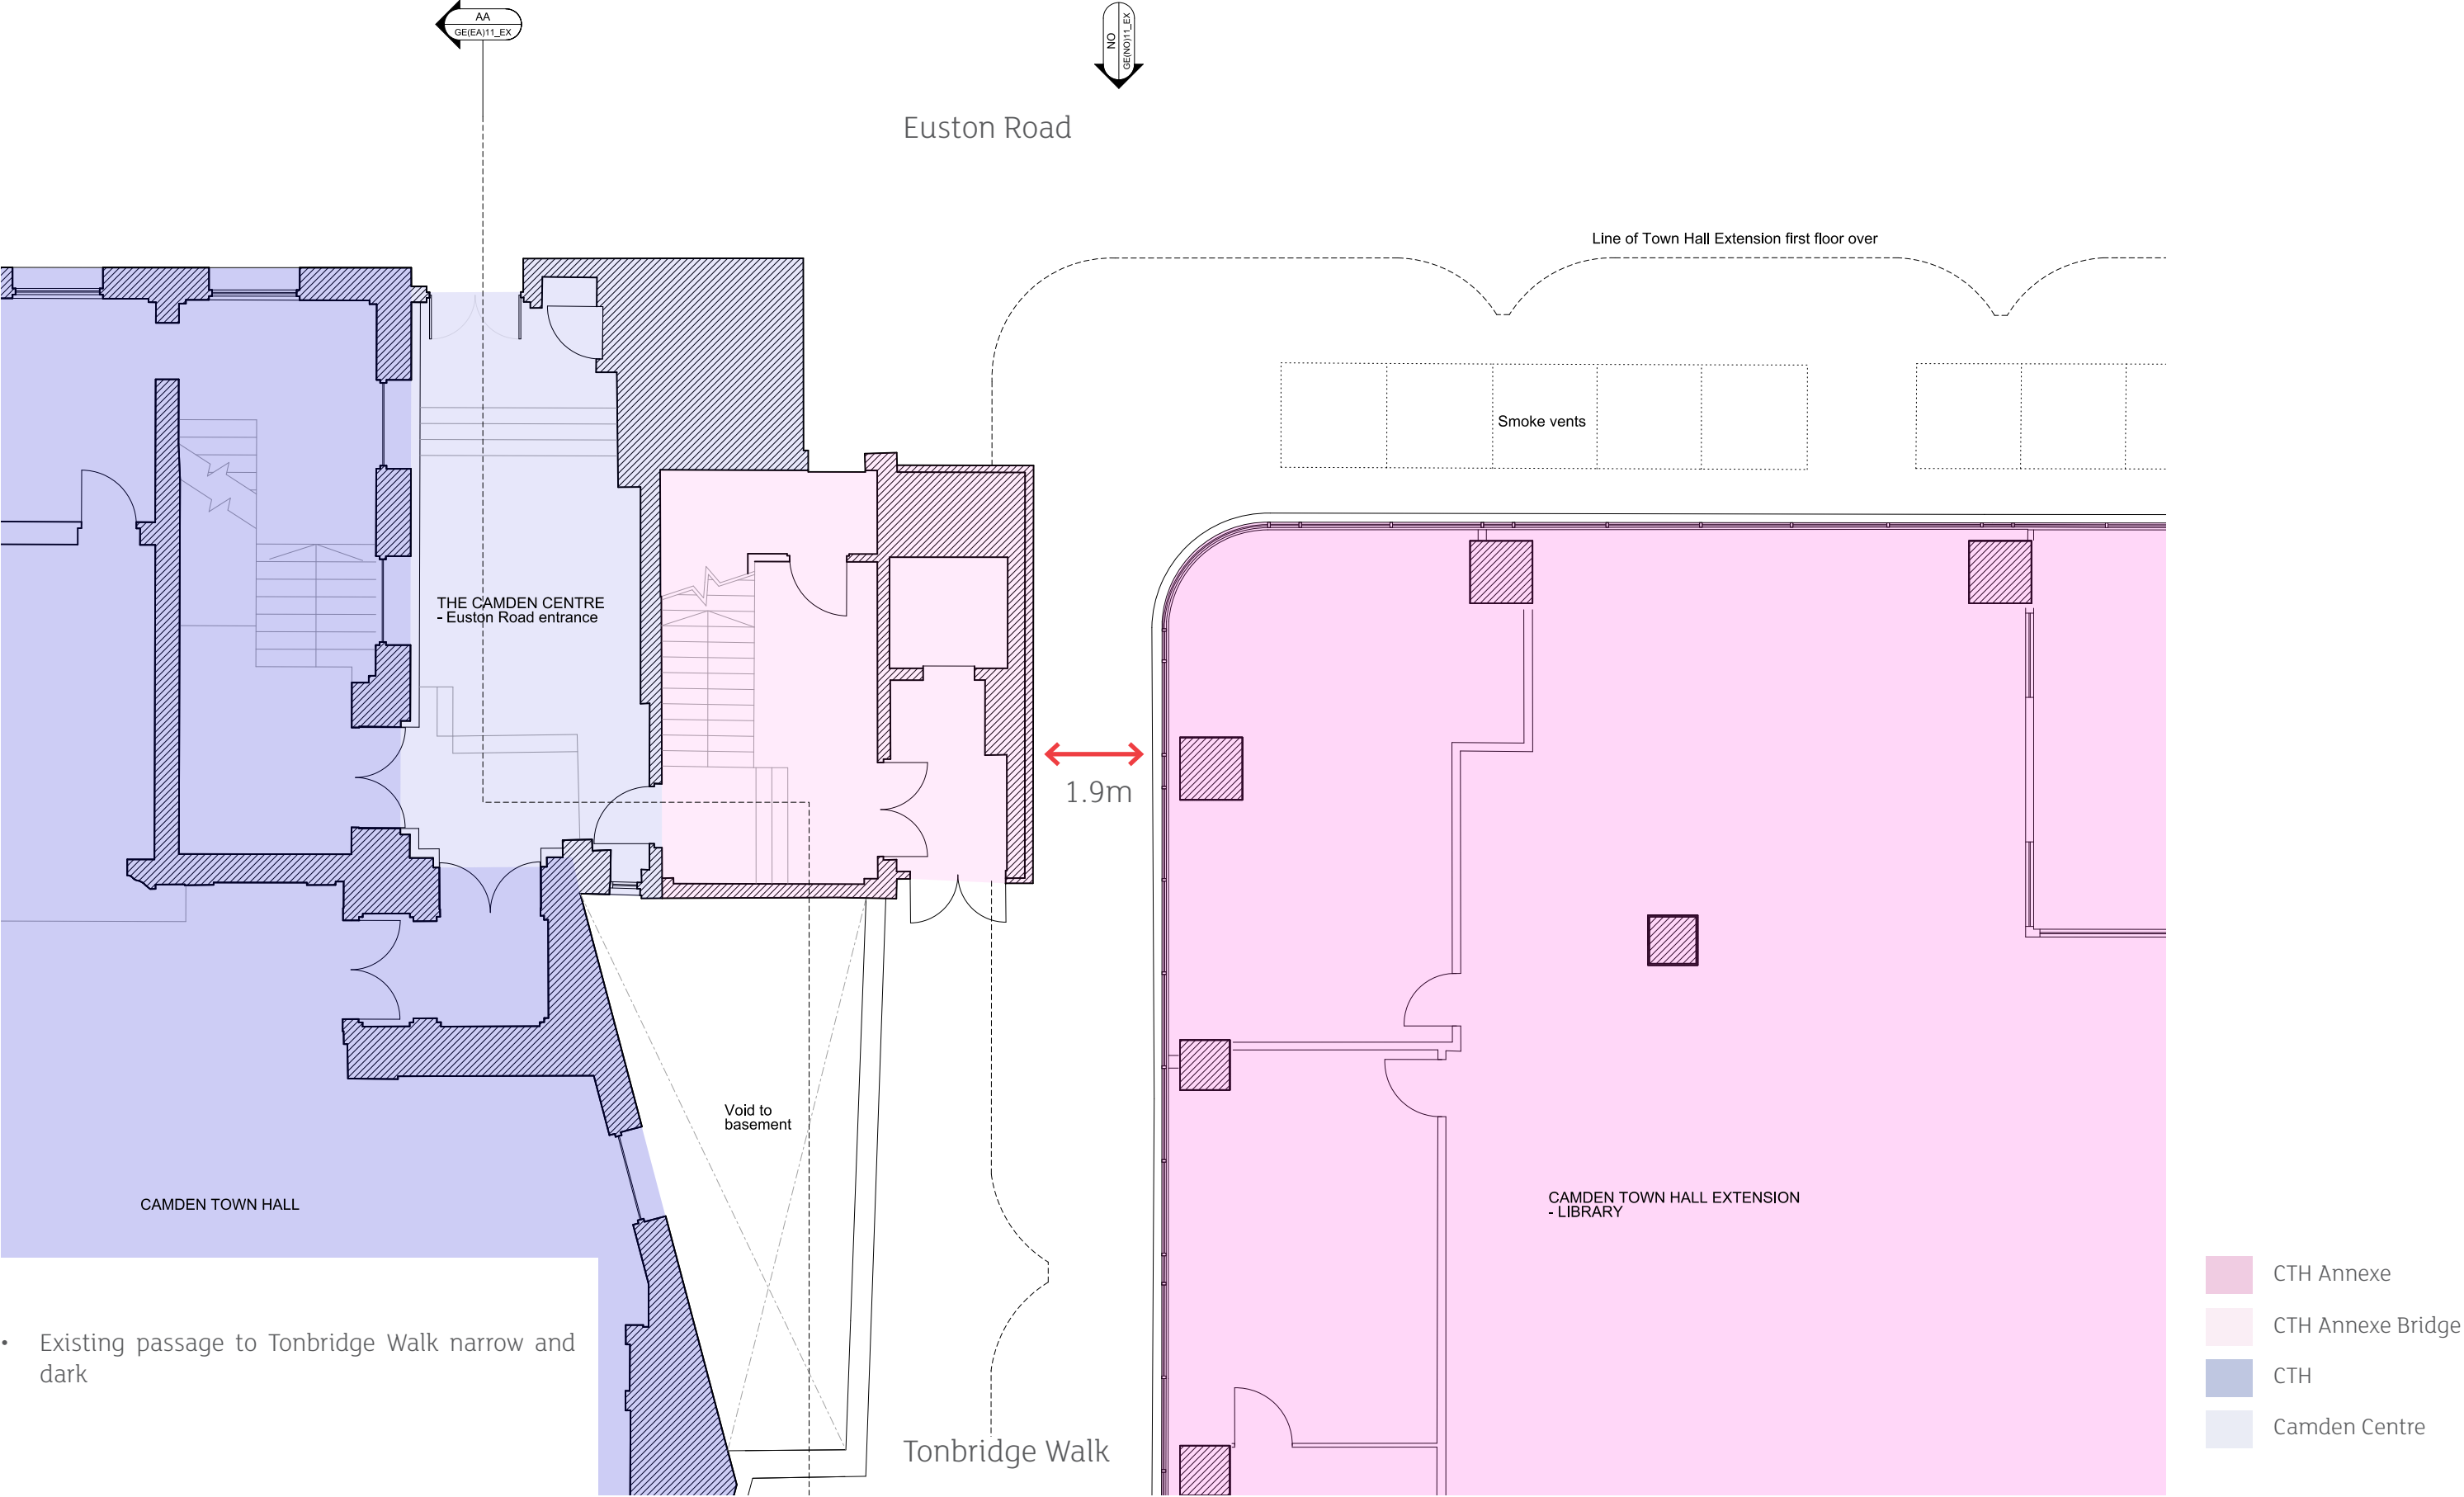 AA
GE(EA)11_EX
NO
GE(NO)11_EX
Euston Road
Line of Town Hall Extension first floor over
Smoke vents
THE CAMDEN CENTRE
- Euston Road entrance
1.9m
Void to
basement
CAMDEN TOWN HALL
CAMDEN TOWN HALL EXTENSION
- LIBRARY
• Existing passage to Tonbridge Walk narrow and
dark
Tonbridge Walk
CTH Annexe
CTH Annexe Bridge
CTH
Camden Centre